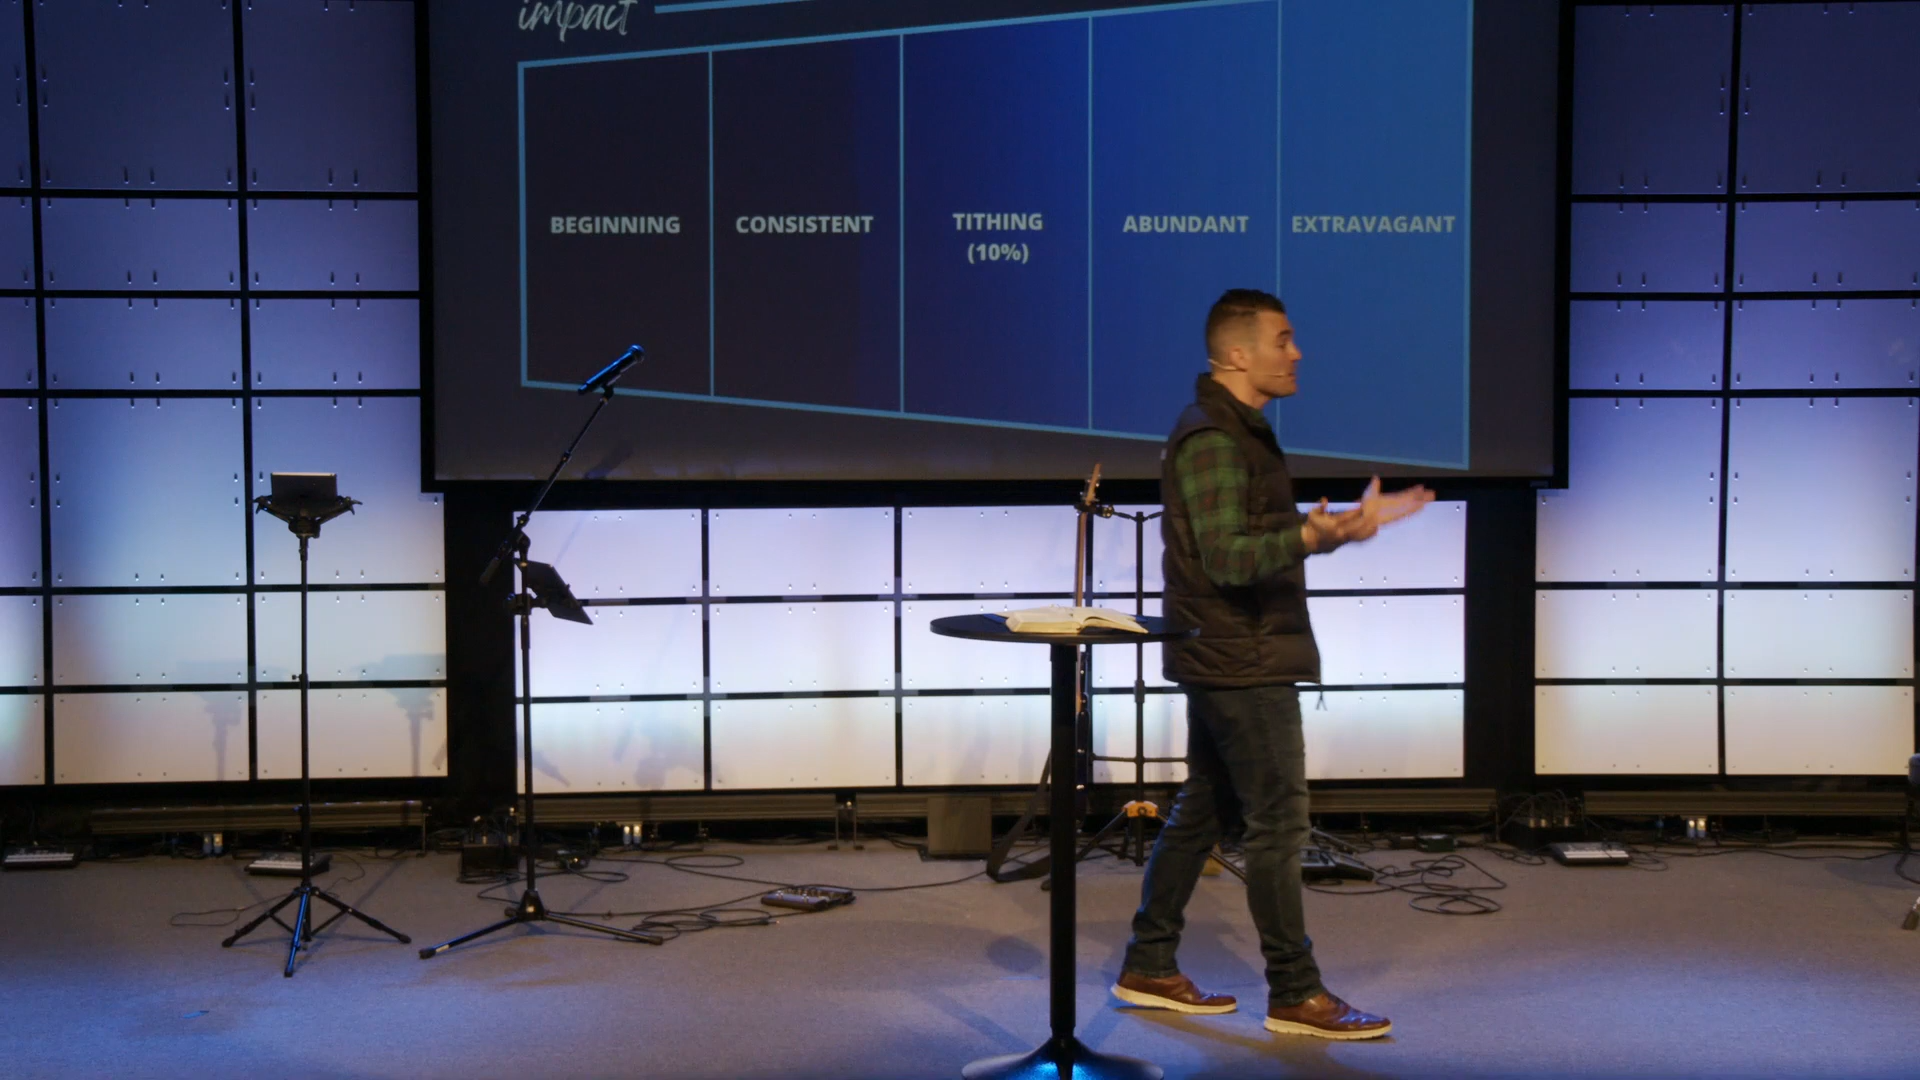 impact
BEGINNING
CONSISTENT
TITHING
(10%)
ABUNDANT
EXTRAVAGANT